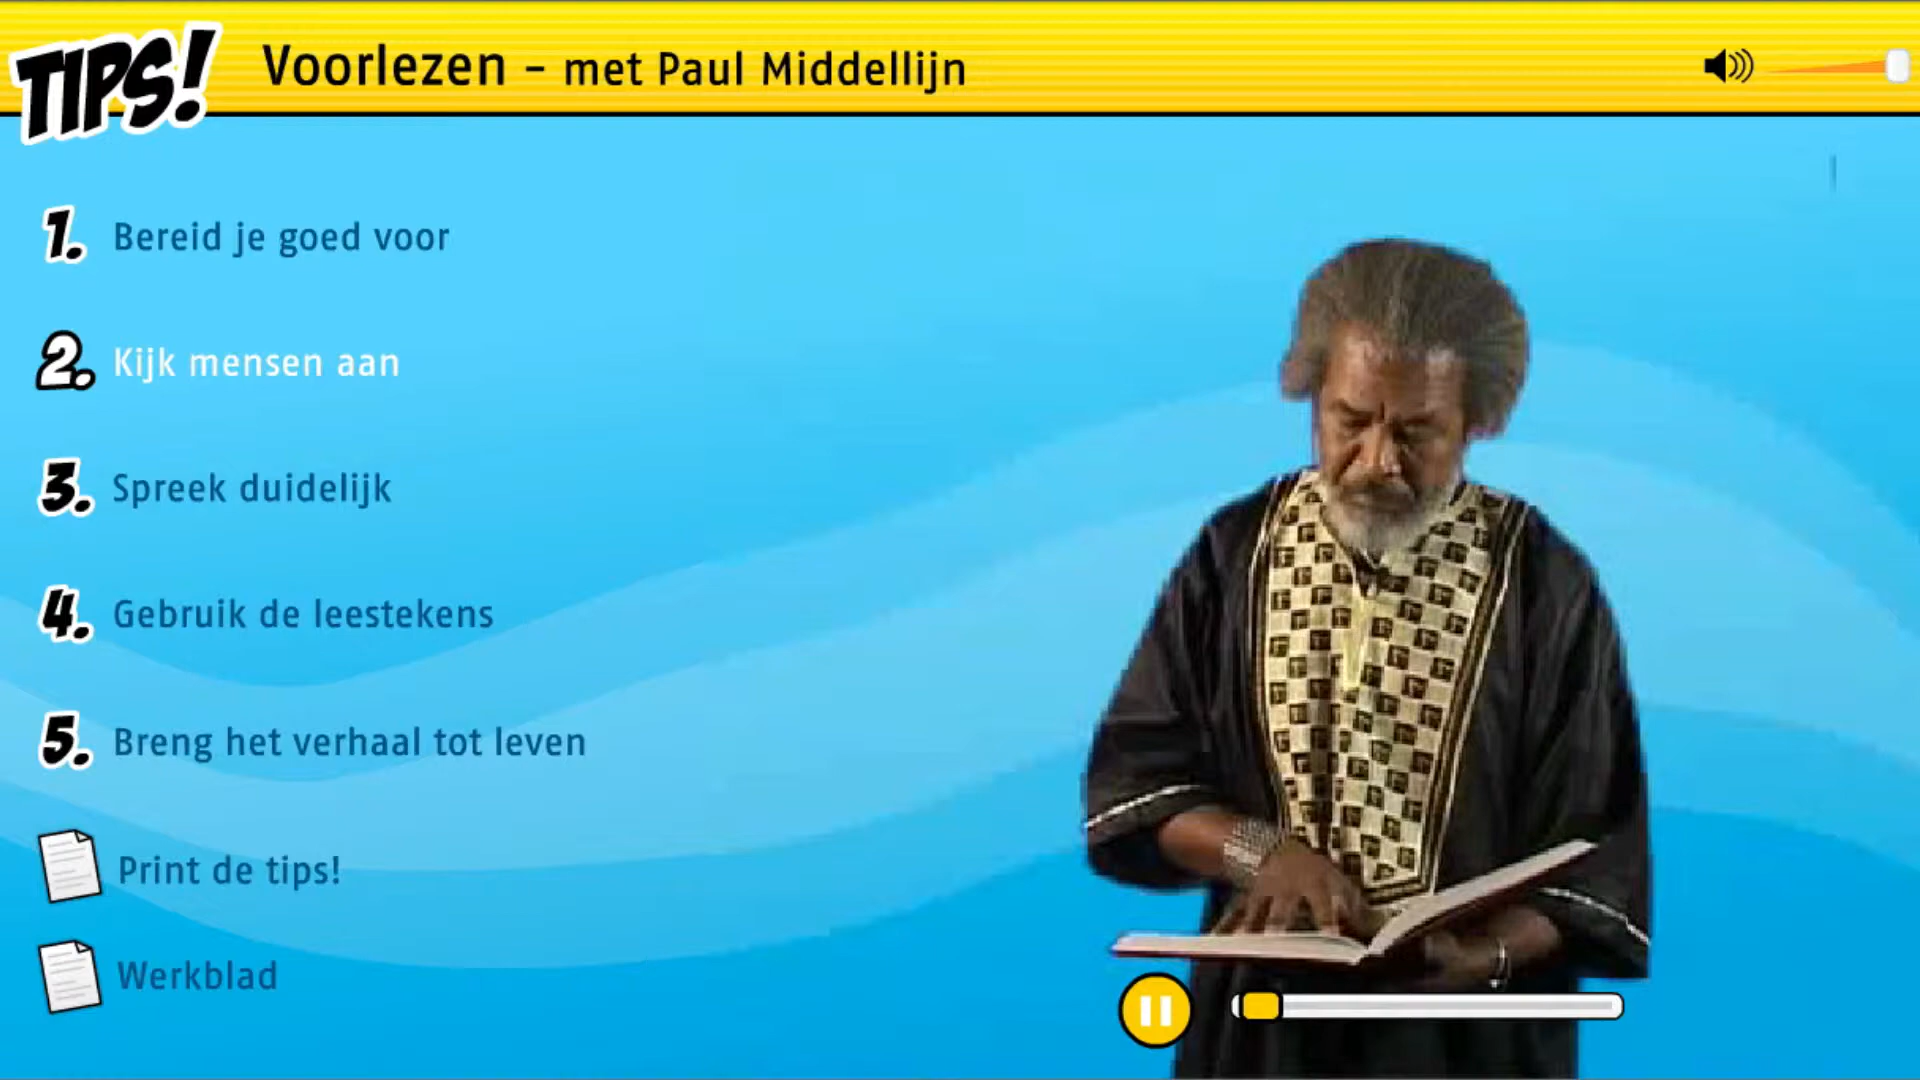 TIPS!
Voorlezen - met Paul Middellijn
1. Bereid je goed voor
2. Kijk mensen aan
3. Spreek duidelijk
4. Gebruik de leestekens
5. Breng het verhaal tot leven
Print de tips!
Werkblad